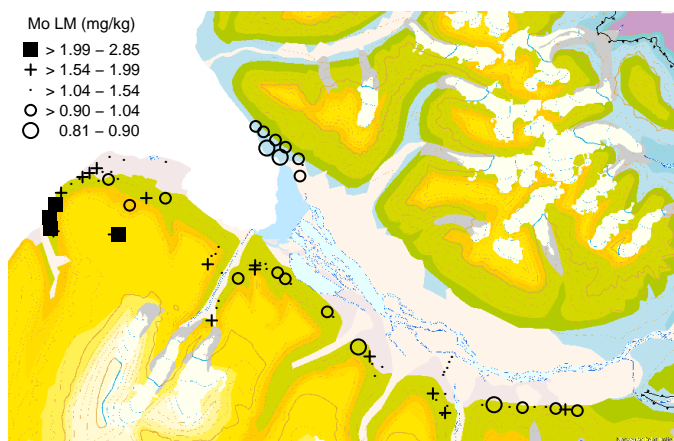 Mo LM (mg/kg)
> 1.99 – 2.85
> 1.54 – 1.99
> 1.04 – 1.54
> 0.90 – 1.04
0.81 – 0.90